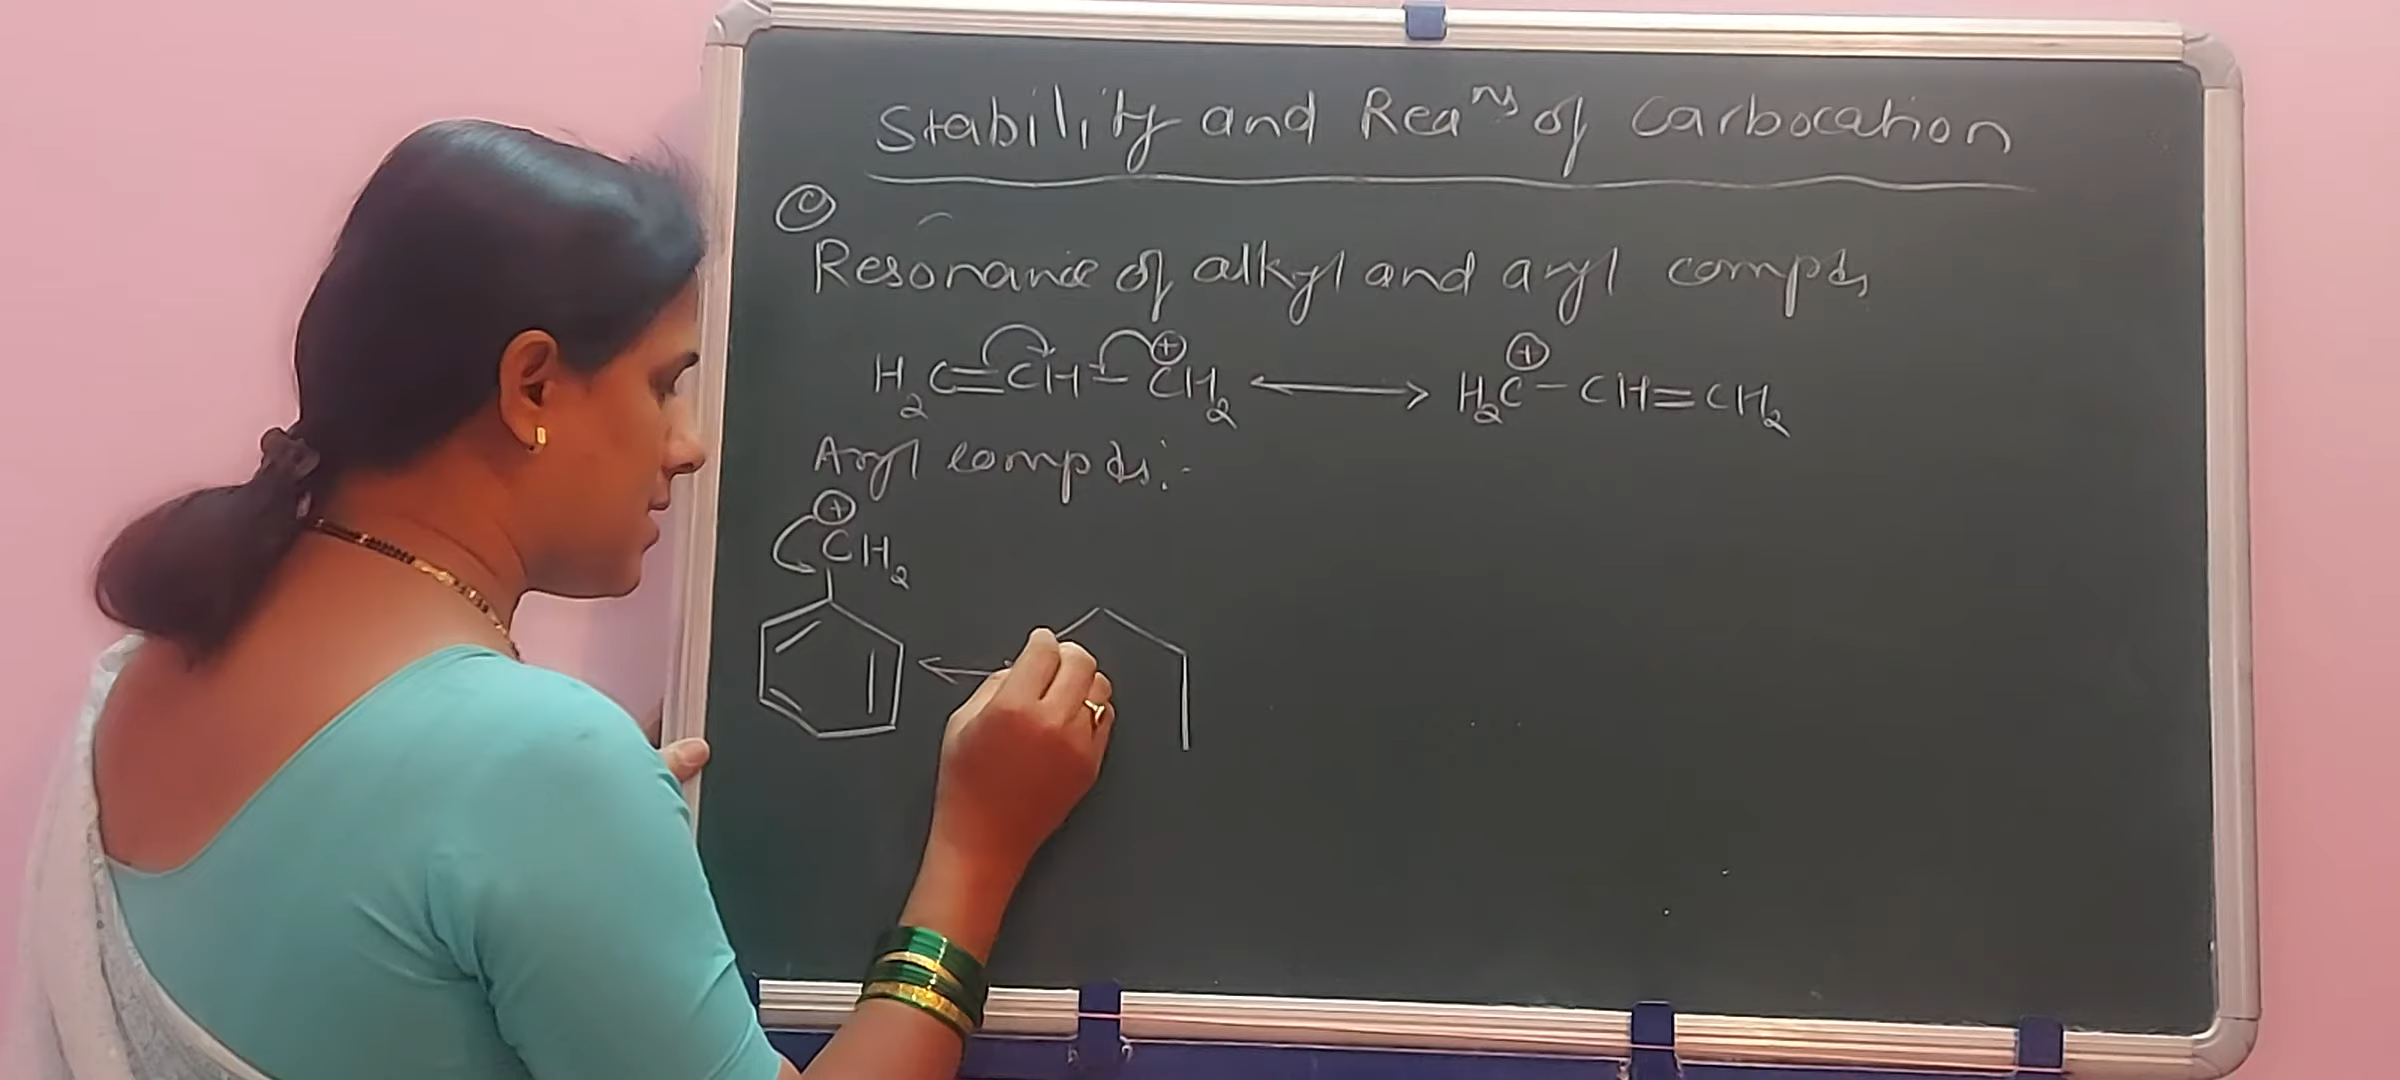 Stability and Reaⁿˢ of Carbocation
Ⓒ
Resonance of alkyl and aryl compds
H₂C=CH-C⊕H₂ ⟷ H₂C⊕-CH=CH₂
Aryl compds:-
⊕
CH₂